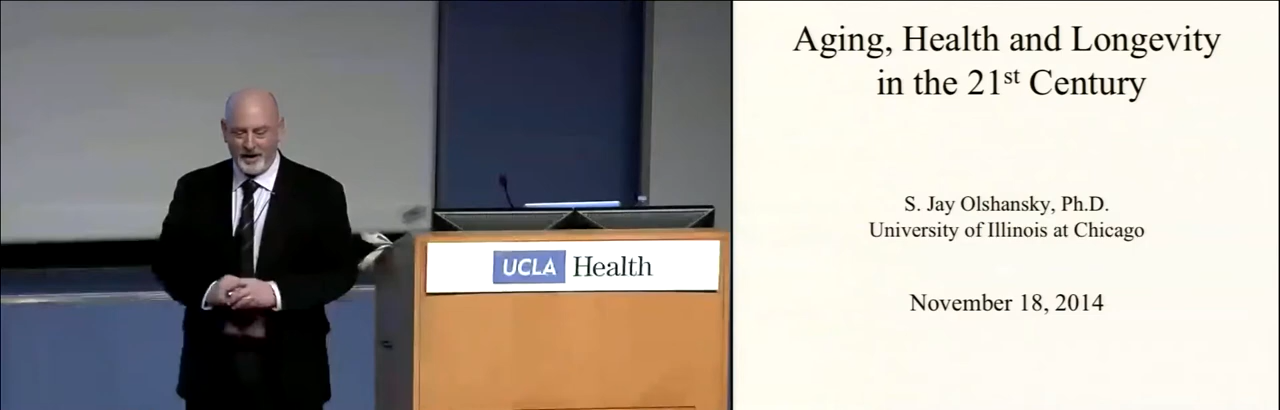 UCLA Health
Aging, Health and Longevity
in the 21st Century
S. Jay Olshansky, Ph.D.
University of Illinois at Chicago
November 18, 2014